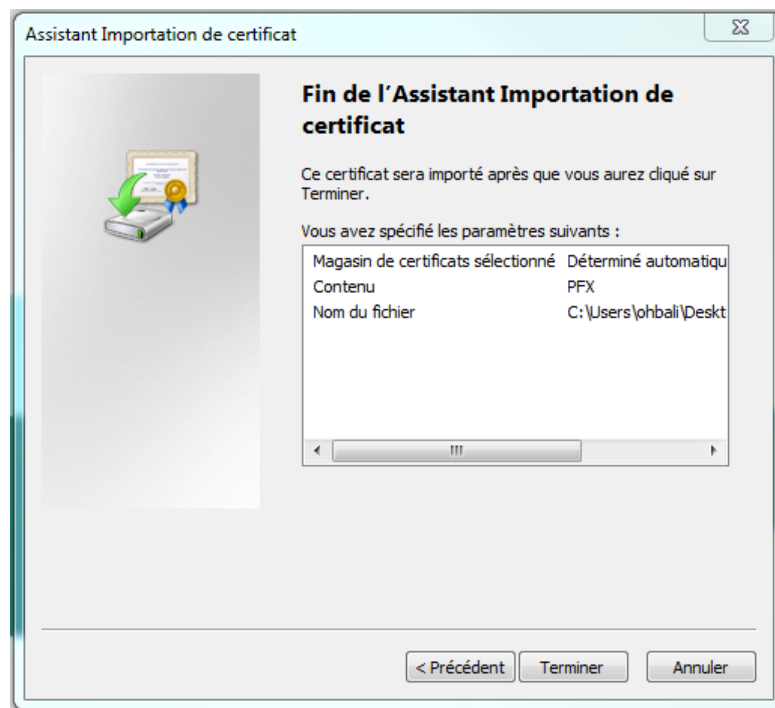 Assistant Importation de certificat
Fin de l'Assistant Importation de
certificat
Ce certificat sera importé après que vous aurez cliqué sur
Terminer.
Vous avez spécifié les paramètres suivants :
Magasin de certificats sélectionné Déterminé automatiqu
Contenu PFX
Nom du fichier C:\Users\ohbali\Deskt
< Précédent Terminer Annuler